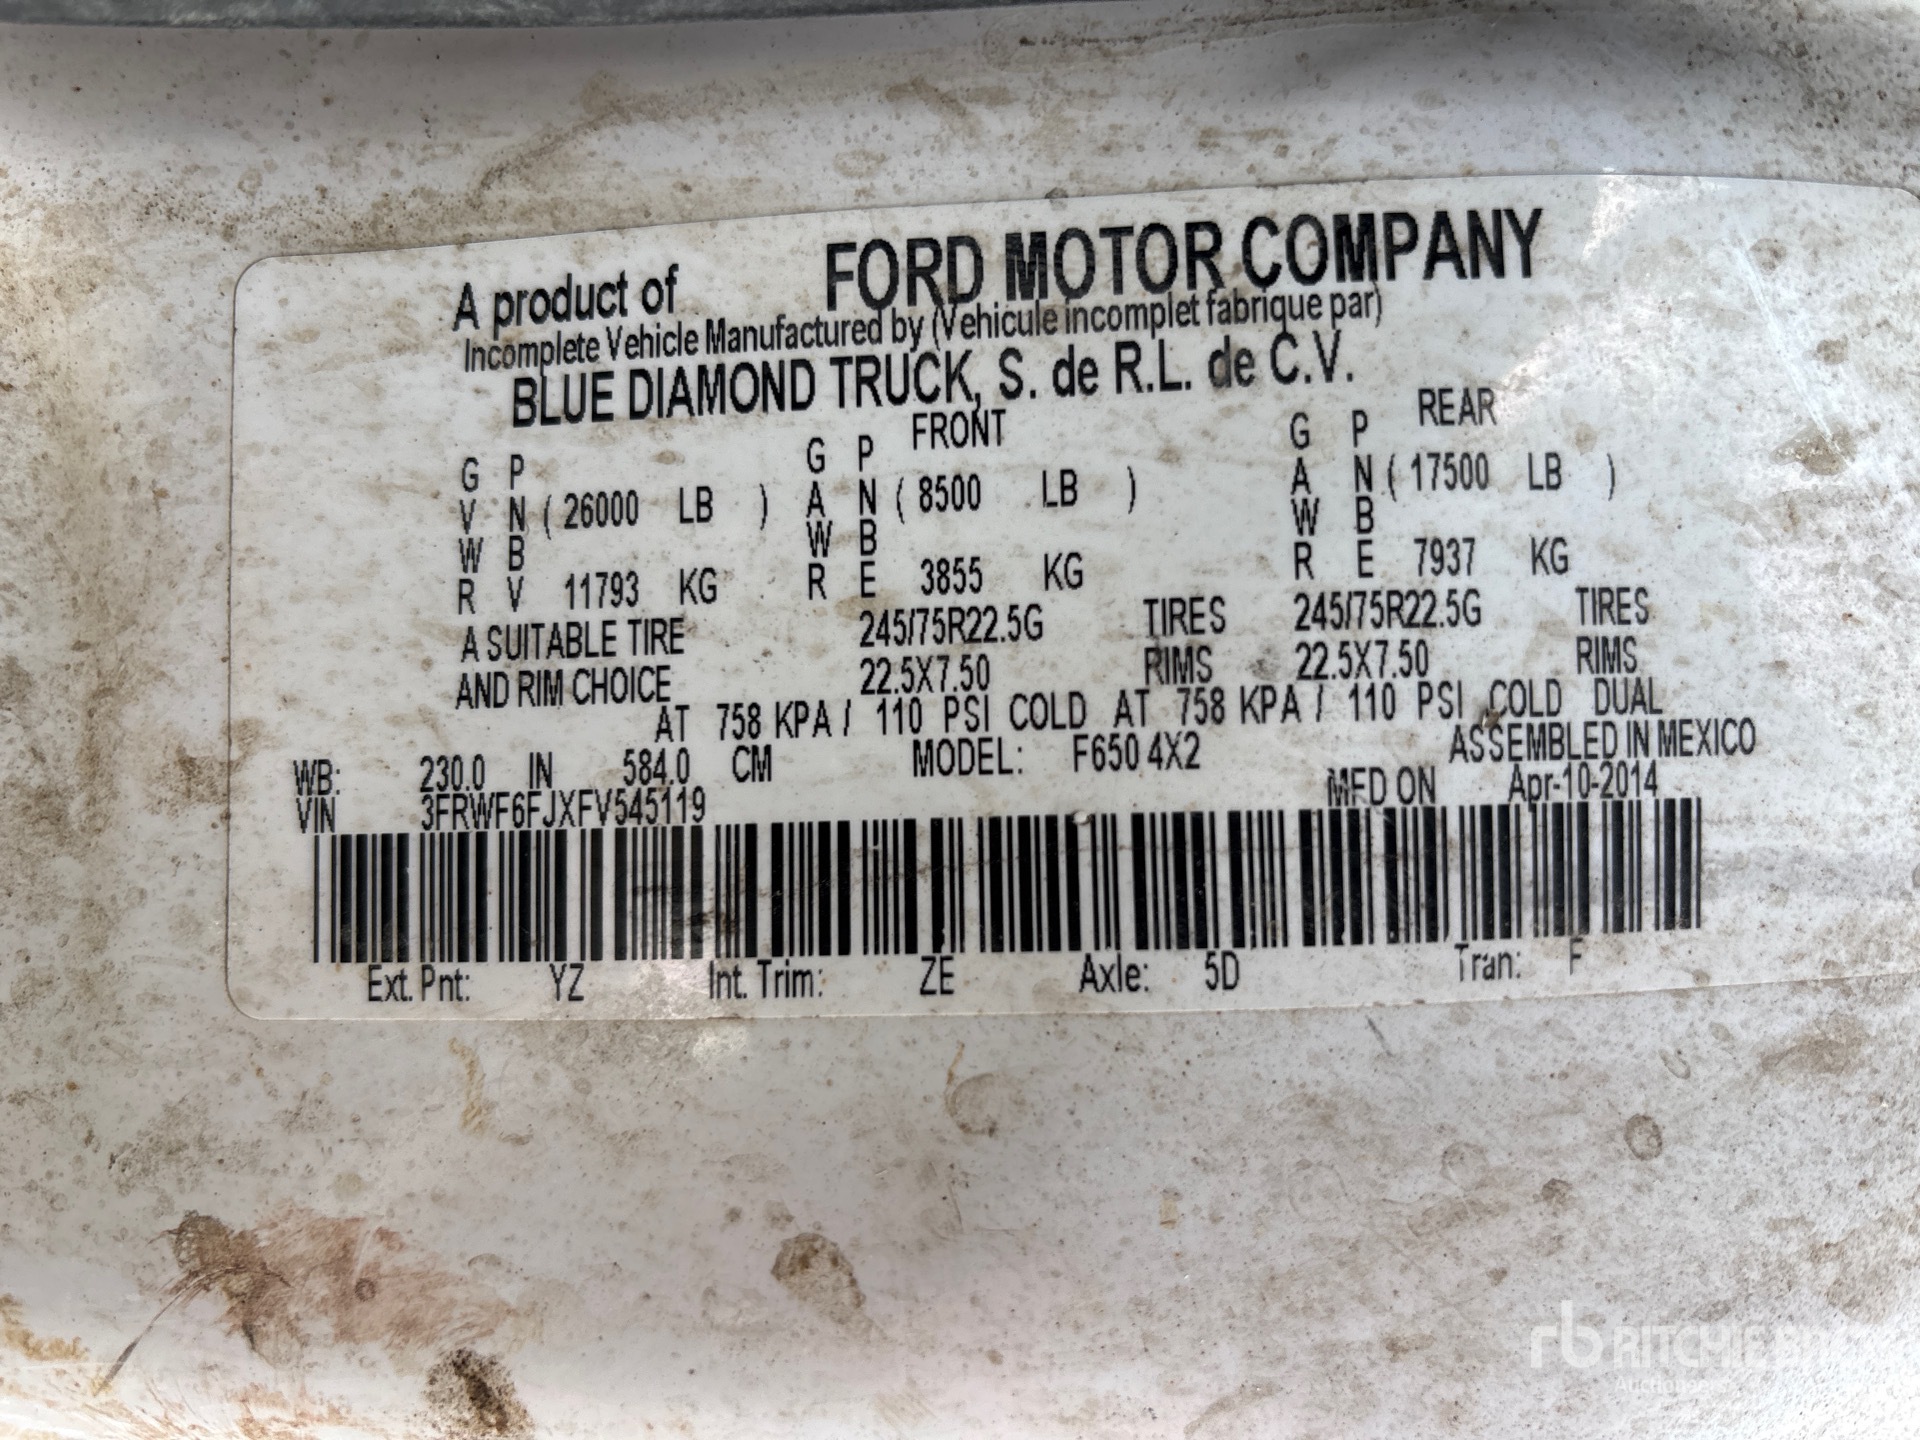 A product of FORD MOTOR COMPANY
Incomplete Vehicle Manufactured by (Vehicule incomplet fabrique par)
BLUE DIAMOND TRUCK, S. de R.L. de C.V.
FRONT REAR
G P G P G P
V N ( 26000 LB ) A N ( 8500 LB ) A N ( 17500 LB )
W B W B W B
R V 11793 KG R E 3855 KG R E 7937 KG
A SUITABLE TIRE 245/75R22.5G TIRES 245/75R22.5G TIRES
AND RIM CHOICE 22.5X7.50 RIMS 22.5X7.50 RIMS
AT 758 KPA / 110 PSI COLD AT 758 KPA / 110 PSI COLD DUAL
WB: 230.0 IN 584.0 CM MODEL: F650 4X2 ASSEMBLED IN MEXICO
VIN 3FRWF6FJXFV545119 MFD ON Apr-10-2014
Ext. Pnt: YZ Int. Trim: ZE Axle: 5D Tran: F
rb RITCHIE
Auctioneers